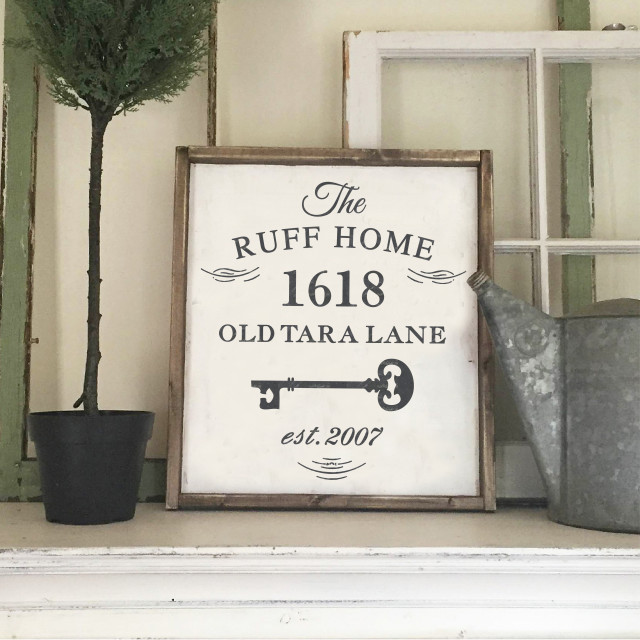 The
RUFF HOME
1618
OLD TARA LANE
est. 2007